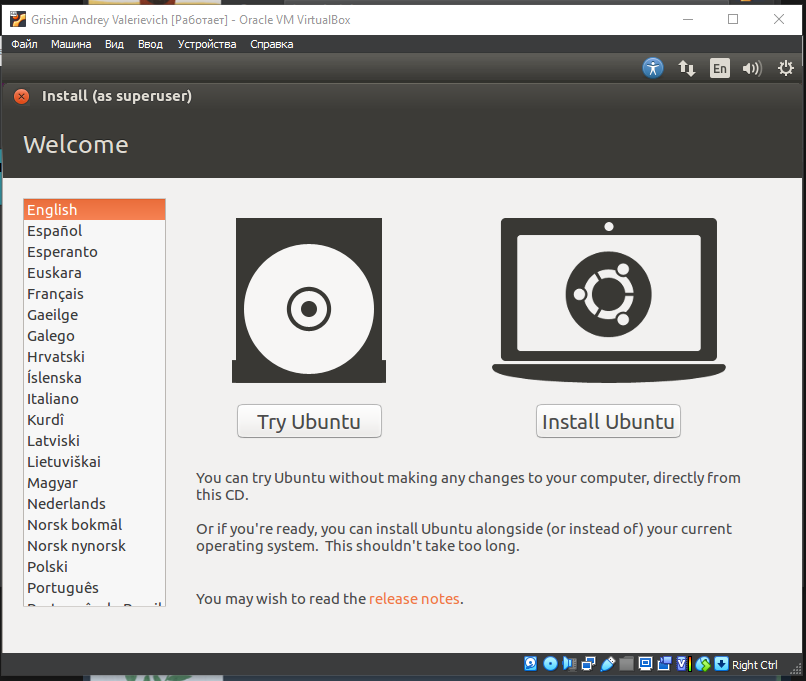 Grishin Andrey Valerievich [Работает] - Oracle VM VirtualBox
Файл Машина Вид Ввод Устройства Справка
En
Install (as superuser)
Welcome
English
Español
Esperanto
Euskara
Français
Gaeilge
Galego
Hrvatski
Íslenska
Italiano
Kurdî
Latviski
Lietuviškai
Magyar
Nederlands
Norsk bokmål
Norsk nynorsk
Polski
Português
Try Ubuntu
Install Ubuntu
You can try Ubuntu without making any changes to your computer, directly from
this CD.
Or if you're ready, you can install Ubuntu alongside (or instead of) your current
operating system. This shouldn't take too long.
You may wish to read the release notes.
Right Ctrl